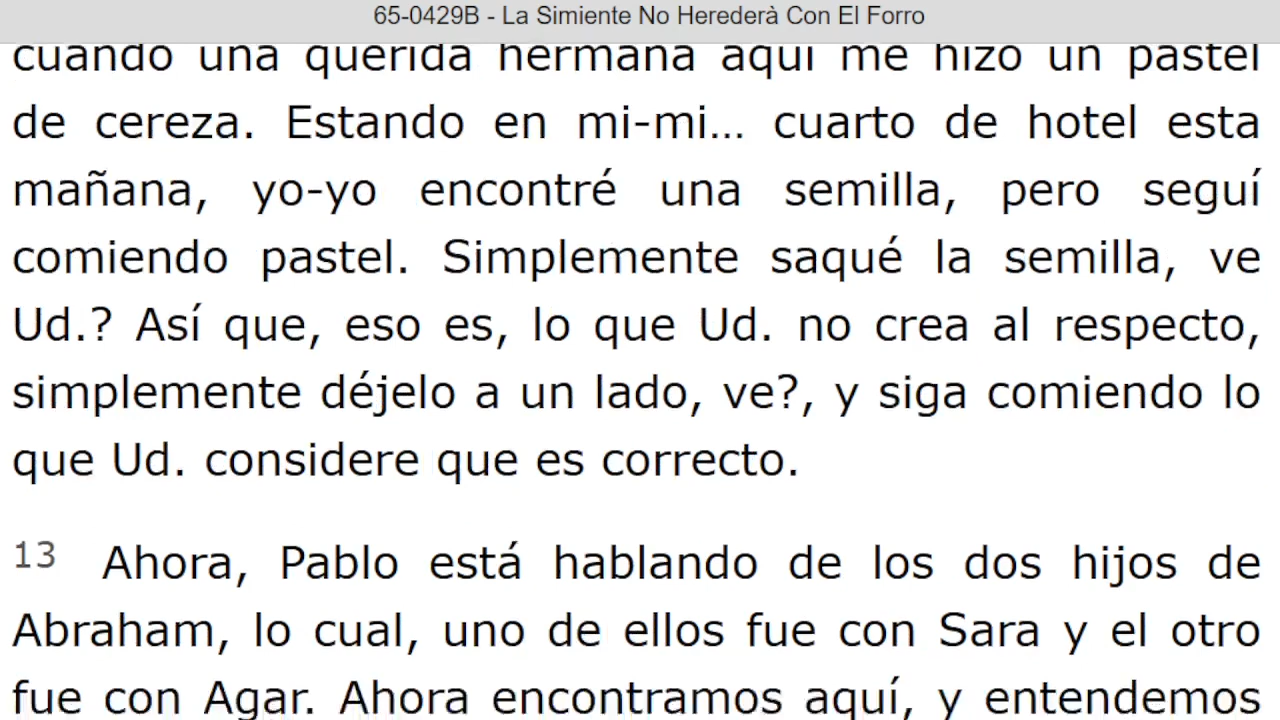 65-0429B - La Simiente No Herederà Con El Forro
cuando una querida hermana aquí me hizo un pastel
de cereza. Estando en mi-mi... cuarto de hotel esta
mañana, yo-yo encontré una semilla, pero seguí
comiendo pastel. Simplemente saqué la semilla, ve
Ud.? Así que, eso es, lo que Ud. no crea al respecto,
simplemente déjelo a un lado, ve?, y siga comiendo lo
que Ud. considere que es correcto.
13 Ahora, Pablo está hablando de los dos hijos de
Abraham, lo cual, uno de ellos fue con Sara y el otro
fue con Agar. Ahora encontramos aquí, y entendemos